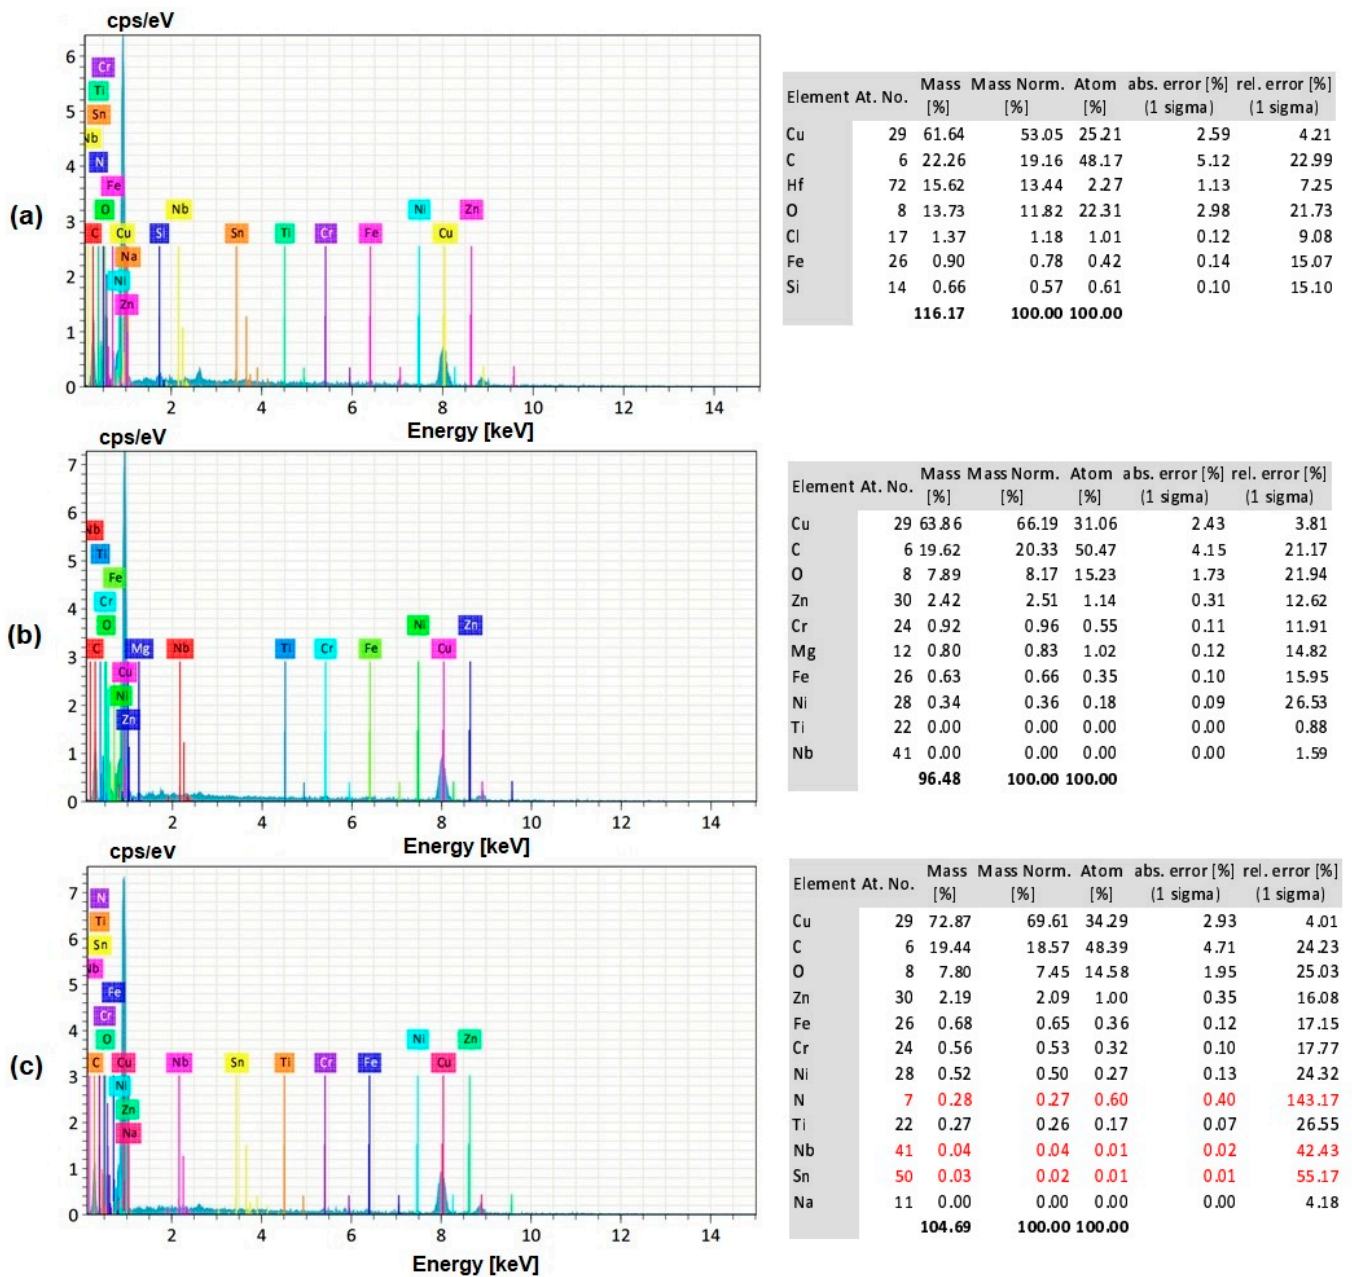 cps/eV
6
5
4
3
2
1
0
Cr
Ti
Sn
Nb
N
Fe
O
C
Cu
Na
Ni
Zn
Si
Nb
Sn
Ti
Cr
Fe
Ni
Cu
Zn
2 4 6 8 10 12 14
Energy [keV]
(a)
Element At. No. Mass [%] Mass Norm. [%] Atom [%] abs. error [%] (1 sigma) rel. error [%] (1 sigma)
Cu 29 61.64 53.05 25.21 2.59 4.21
C 6 22.26 19.16 48.17 5.12 22.99
Hf 72 15.62 13.44 2.27 1.13 7.25
O 8 13.73 11.82 22.31 2.98 21.73
Cl 17 1.37 1.18 1.01 0.12 9.08
Fe 26 0.90 0.78 0.42 0.14 15.07
Si 14 0.66 0.57 0.61 0.10 15.10
116.17 100.00 100.00
cps/eV
7
6
5
4
3
2
1
0
Nb
Ti
Fe
Cr
O
C
Mg
Cu
Ni
Zn
Nb
Ti
Cr
Fe
Ni
Cu
Zn
2 4 6 8 10 12 14
Energy [keV]
(b)
Element At. No. Mass [%] Mass Norm. [%] Atom [%] abs. error [%] (1 sigma) rel. error [%] (1 sigma)
Cu 29 63.86 66.19 31.06 2.43 3.81
C 6 19.62 20.33 50.47 4.15 21.17
O 8 7.89 8.17 15.23 1.73 21.94
Zn 30 2.42 2.51 1.14 0.31 12.62
Cr 24 0.92 0.96 0.55 0.11 11.91
Mg 12 0.80 0.83 1.02 0.12 14.82
Fe 26 0.63 0.66 0.35 0.10 15.95
Ni 28 0.34 0.36 0.18 0.09 26.53
Ti 22 0.00 0.00 0.00 0.00 0.88
Nb 41 0.00 0.00 0.00 0.00 1.59
96.48 100.00 100.00
cps/eV
7
6
5
4
3
2
1
0
N
Ti
Sn
Nb
Fe
Cr
O
C
Cu
Ni
Zn
Na
Nb
Sn
Ti
Cr
Fe
Ni
Cu
Zn
2 4 6 8 10 12 14
Energy [keV]
(c)
Element At. No. Mass [%] Mass Norm. [%] Atom [%] abs. error [%] (1 sigma) rel. error [%] (1 sigma)
Cu 29 72.87 69.61 34.29 2.93 4.01
C 6 19.44 18.57 48.39 4.71 24.23
O 8 7.80 7.45 14.58 1.95 25.03
Zn 30 2.19 2.09 1.00 0.35 16.08
Fe 26 0.68 0.65 0.36 0.12 17.15
Cr 24 0.56 0.53 0.32 0.10 17.77
Ni 28 0.52 0.50 0.27 0.13 24.32
N 7 0.28 0.27 0.60 0.40 143.17
Ti 22 0.27 0.26 0.17 0.07 26.55
Nb 41 0.04 0.04 0.01 0.02 42.43
Sn 50 0.03 0.02 0.01 0.01 55.17
Na 11 0.00 0.00 0.00 0.00 4.18
104.69 100.00 100.00